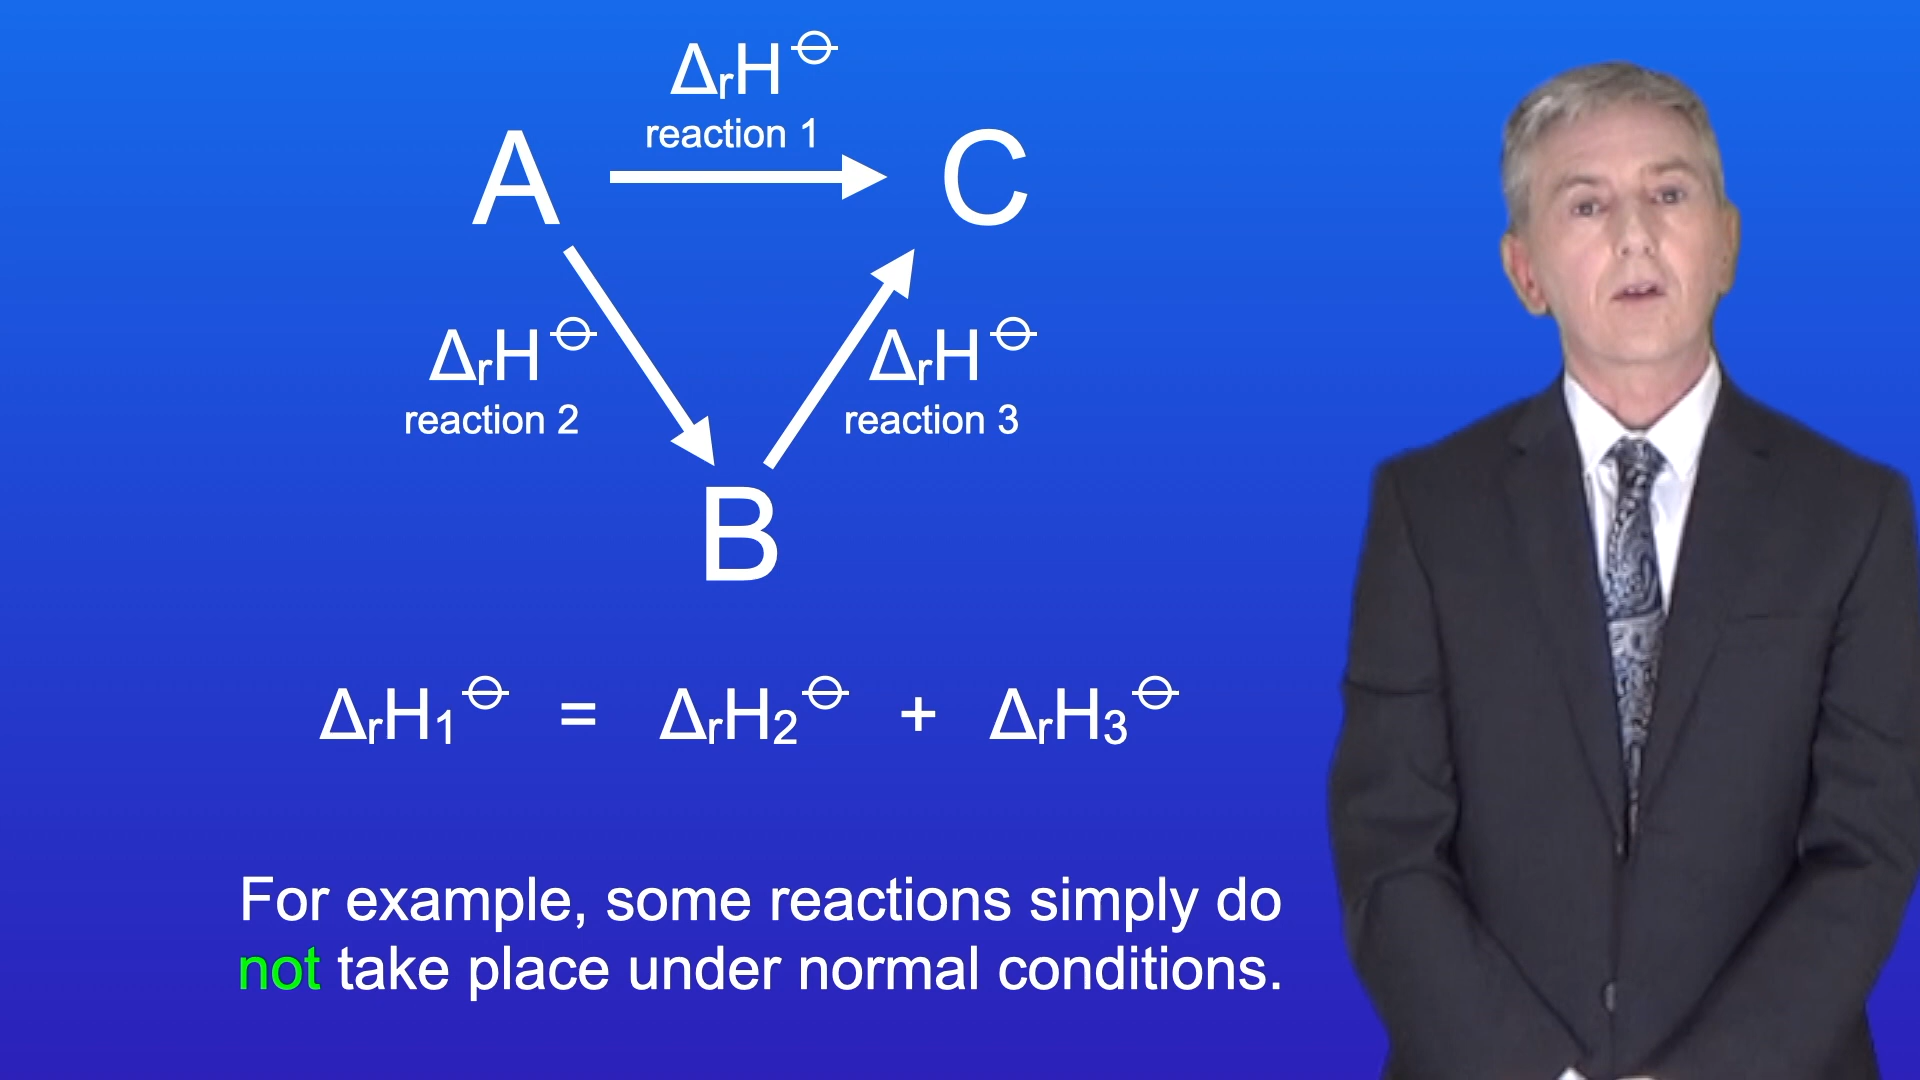 ΔrH⊖
reaction 1
A
C
ΔrH⊖
reaction 2
ΔrH⊖
reaction 3
B
ΔrH1⊖ = ΔrH2⊖ + ΔrH3⊖
For example, some reactions simply do
not take place under normal conditions.